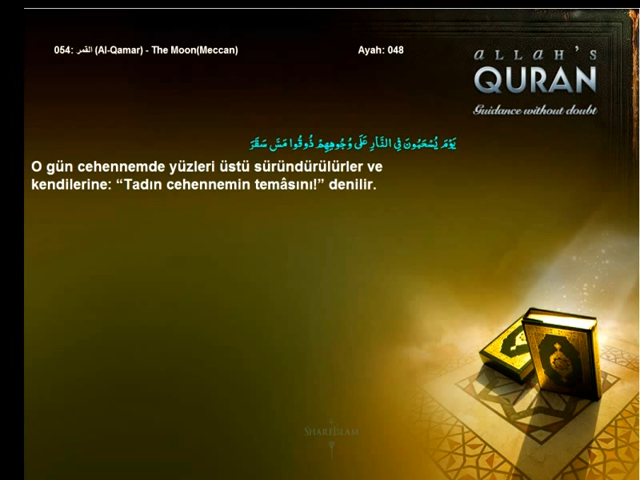 054: القمر (Al-Qamar) - The Moon(Meccan) Ayah: 048
ALLAH'S
QURAN
Guidance without doubt
يَوْمَ يُسْحَبُونَ فِي النَّارِ عَلَىٰ وُجُوهِهِمْ ذُوقُوا مَسَّ سَقَرَ
O gün cehennemde yüzleri üstü süründürülürler ve
kendilerine: “Tadın cehennemin temâsını!” denilir.
SHAREISLAM